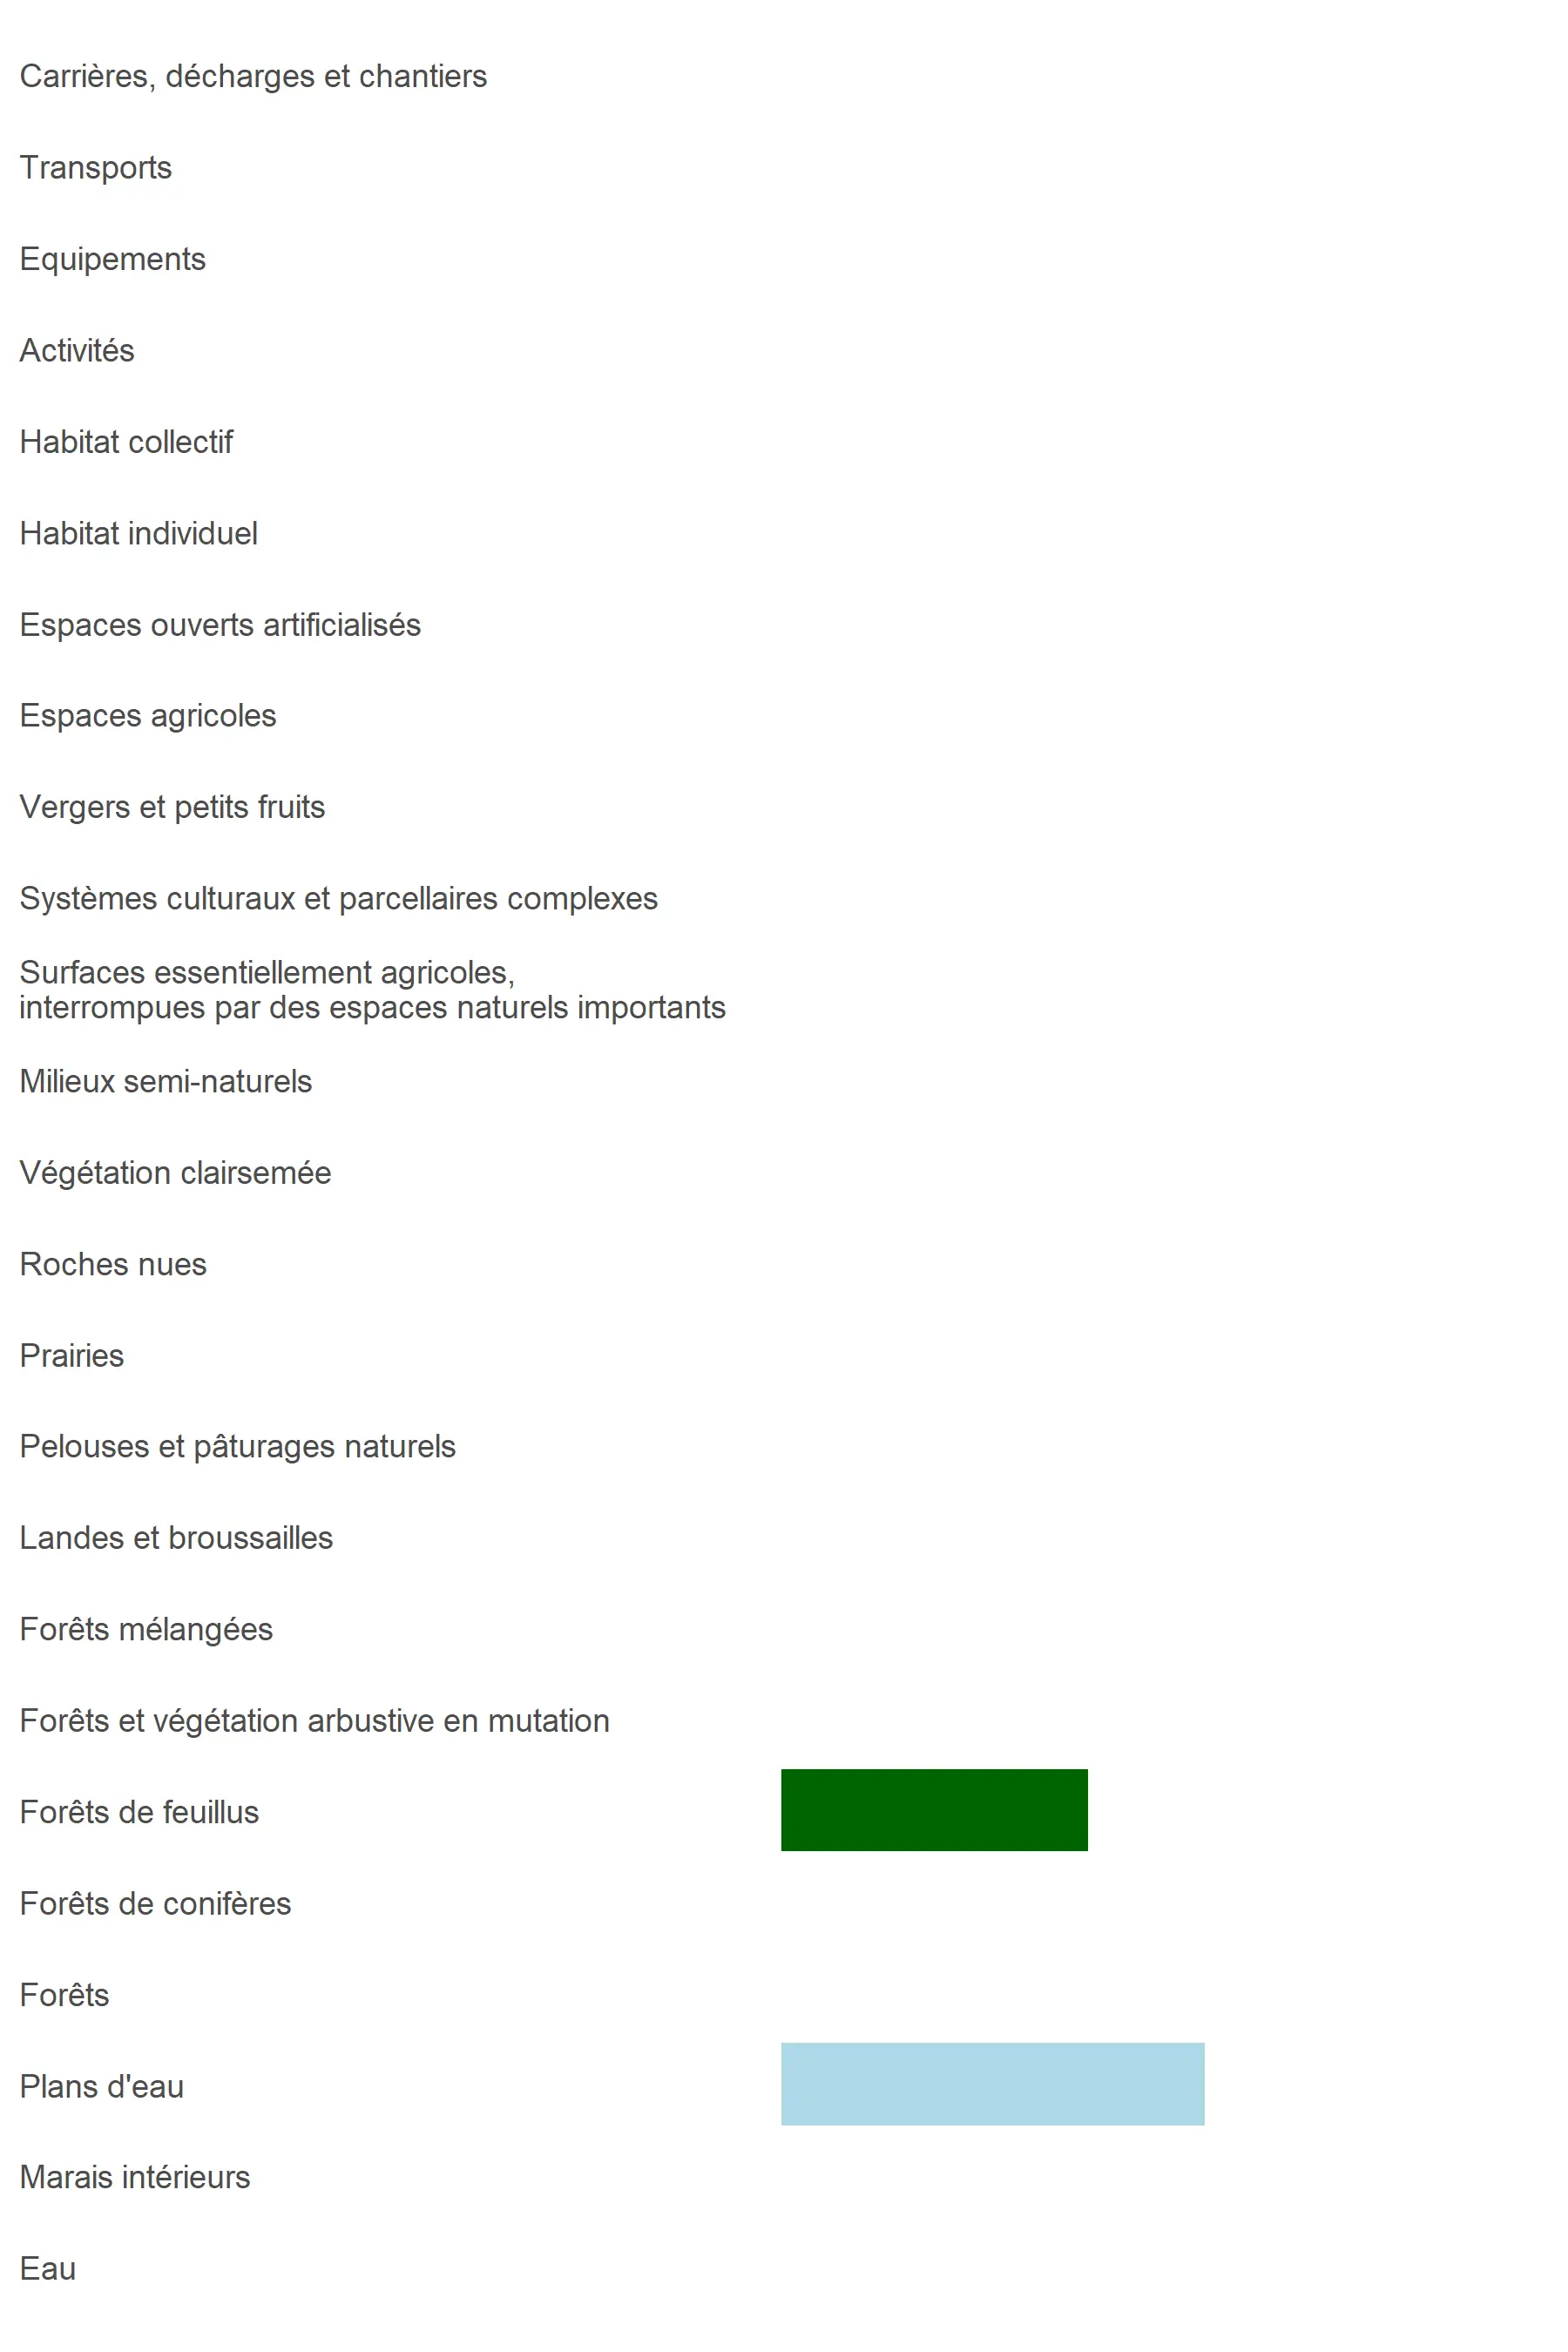 Carrières, décharges et chantiers
Transports
Equipements
Activités
Habitat collectif
Habitat individuel
Espaces ouverts artificialisés
Espaces agricoles
Vergers et petits fruits
Systèmes culturaux et parcellaires complexes
Surfaces essentiellement agricoles,
interrompues par des espaces naturels importants
Milieux semi-naturels
Végétation clairsemée
Roches nues
Prairies
Pelouses et pâturages naturels
Landes et broussailles
Forêts mélangées
Forêts et végétation arbustive en mutation
Forêts de feuillus
Forêts de conifères
Forêts
Plans d'eau
Marais intérieurs
Eau